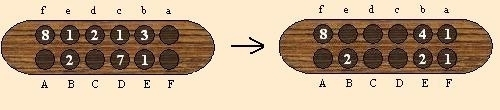 f e d c b a
8 1 2 1 3
2 7 1
A B C D E F
f e d c b a
8 4 1
2 2 1
A B C D E F